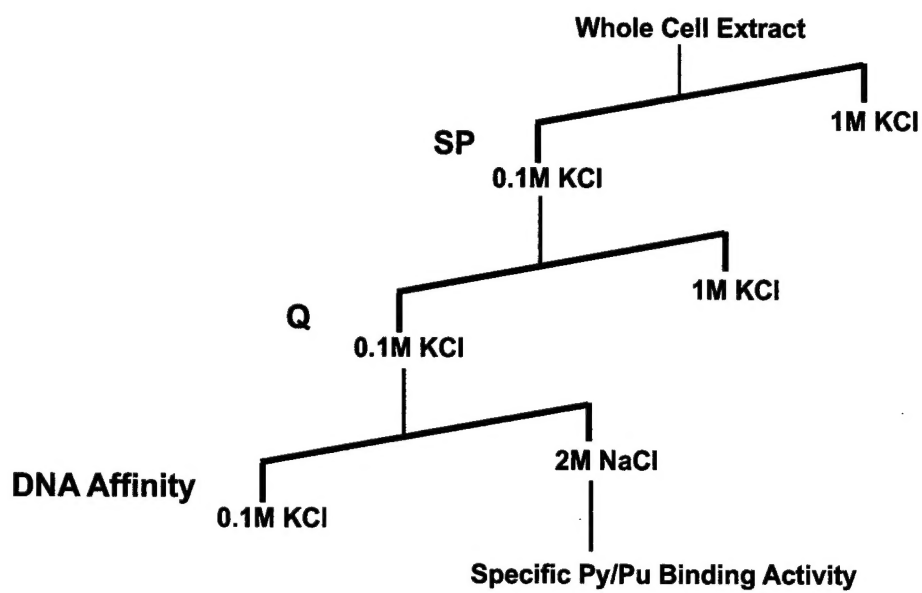 Whole Cell Extract
1M KCl
SP
0.1M KCl
1M KCl
Q
0.1M KCl
2M NaCl
DNA Affinity
0.1M KCl
Specific Py/Pu Binding Activity